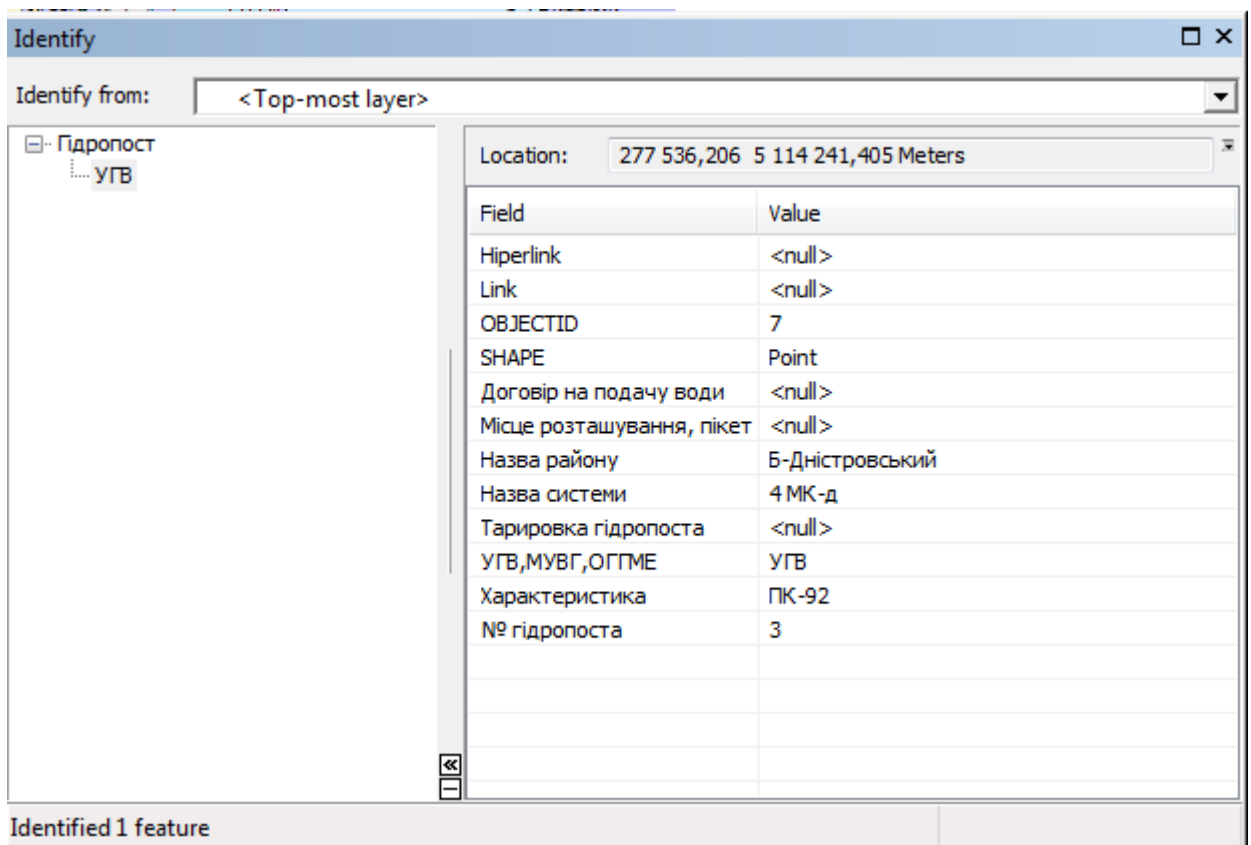 Identify
Identify from: <Top-most layer>
Гідропост
УГВ
Location: 277 536,206 5 114 241,405 Meters
Field Value
Hiperlink <null>
Link <null>
OBJECTID 7
SHAPE Point
Договір на подачу води <null>
Місце розташування, пікет <null>
Назва району Б-Дністровський
Назва системи 4 МК-д
Тарировка гідропоста <null>
УГВ,МУВГ,ОГГМЕ УГВ
Характеристика ПК-92
№ гідропоста 3
Identified 1 feature